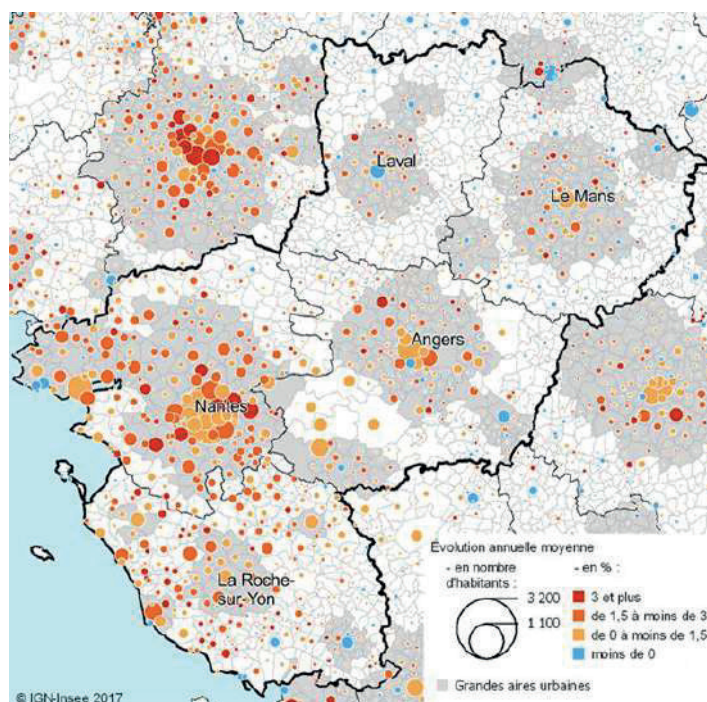 Laval
Le Mans
Angers
Nantes
La Roche-
sur-Yon
Evolution annuelle moyenne
- en nombre
d'habitants :
3 200
1 100
- en % :
3 et plus
de 1,5 à moins de 3
de 0 à moins de 1,5
moins de 0
Grandes aires urbaines
© IGN-Insee 2017